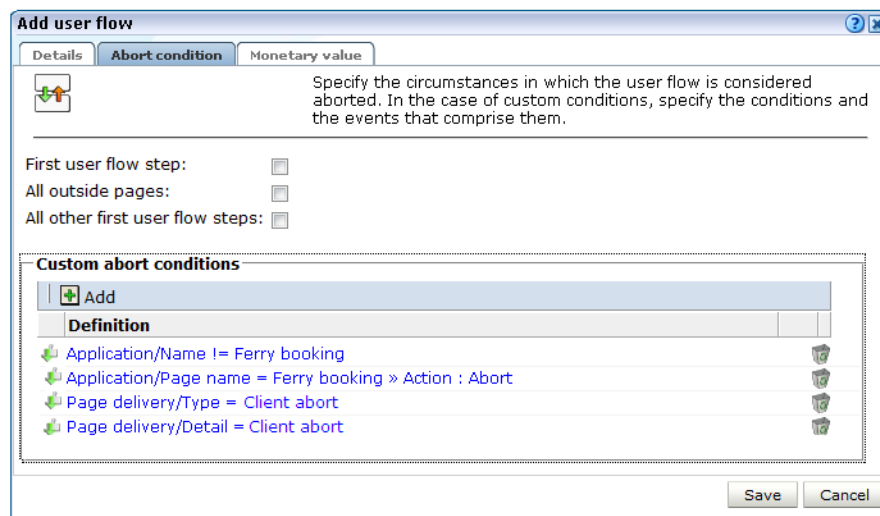 Add user flow
Details
Abort condition
Monetary value
Specify the circumstances in which the user flow is considered
aborted. In the case of custom conditions, specify the conditions and
the events that comprise them.
First user flow step:
All outside pages:
All other first user flow steps:
Custom abort conditions
Add
Definition
Application/Name != Ferry booking
Application/Page name = Ferry booking » Action : Abort
Page delivery/Type = Client abort
Page delivery/Detail = Client abort
Save
Cancel